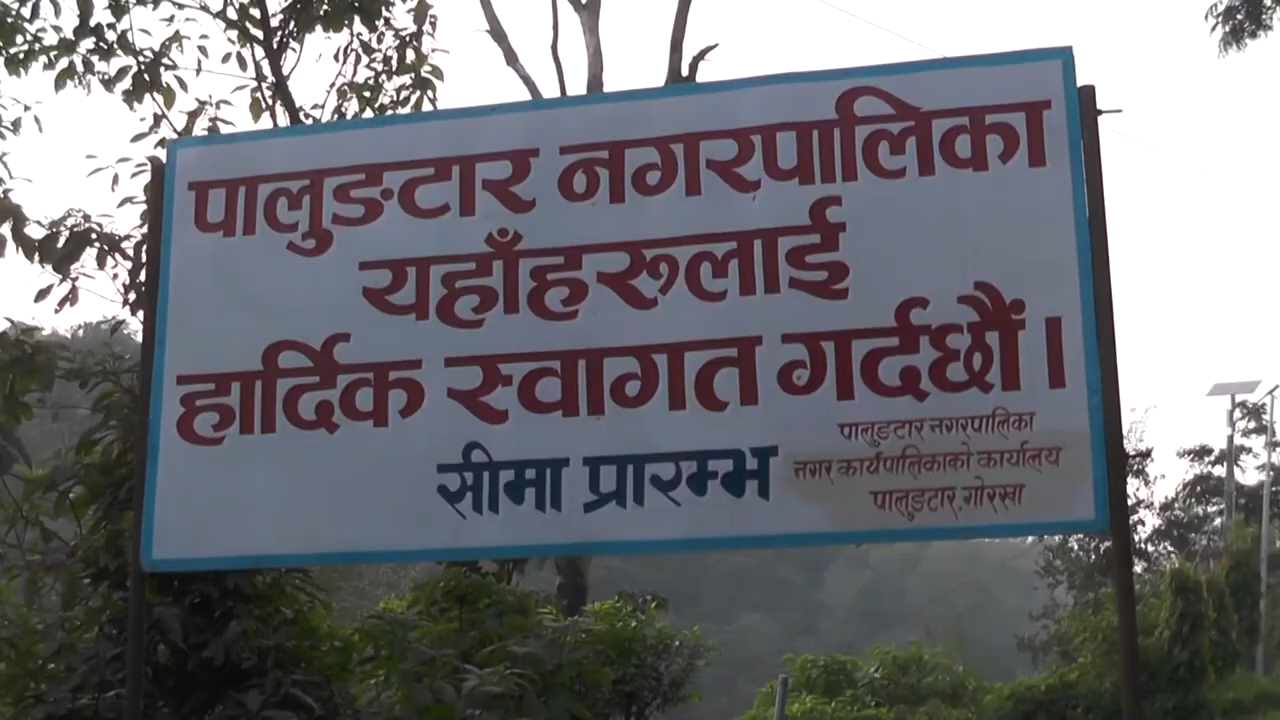 पालुङटार नगरपालिका
यहाँहरुलाई
हार्दिक स्वागत गर्दछौं ।
सीमा प्रारम्भ
पालुङटार नगरपालिका
नगर कार्यपालिकाको कार्यालय
पालुङटार, गोरखा